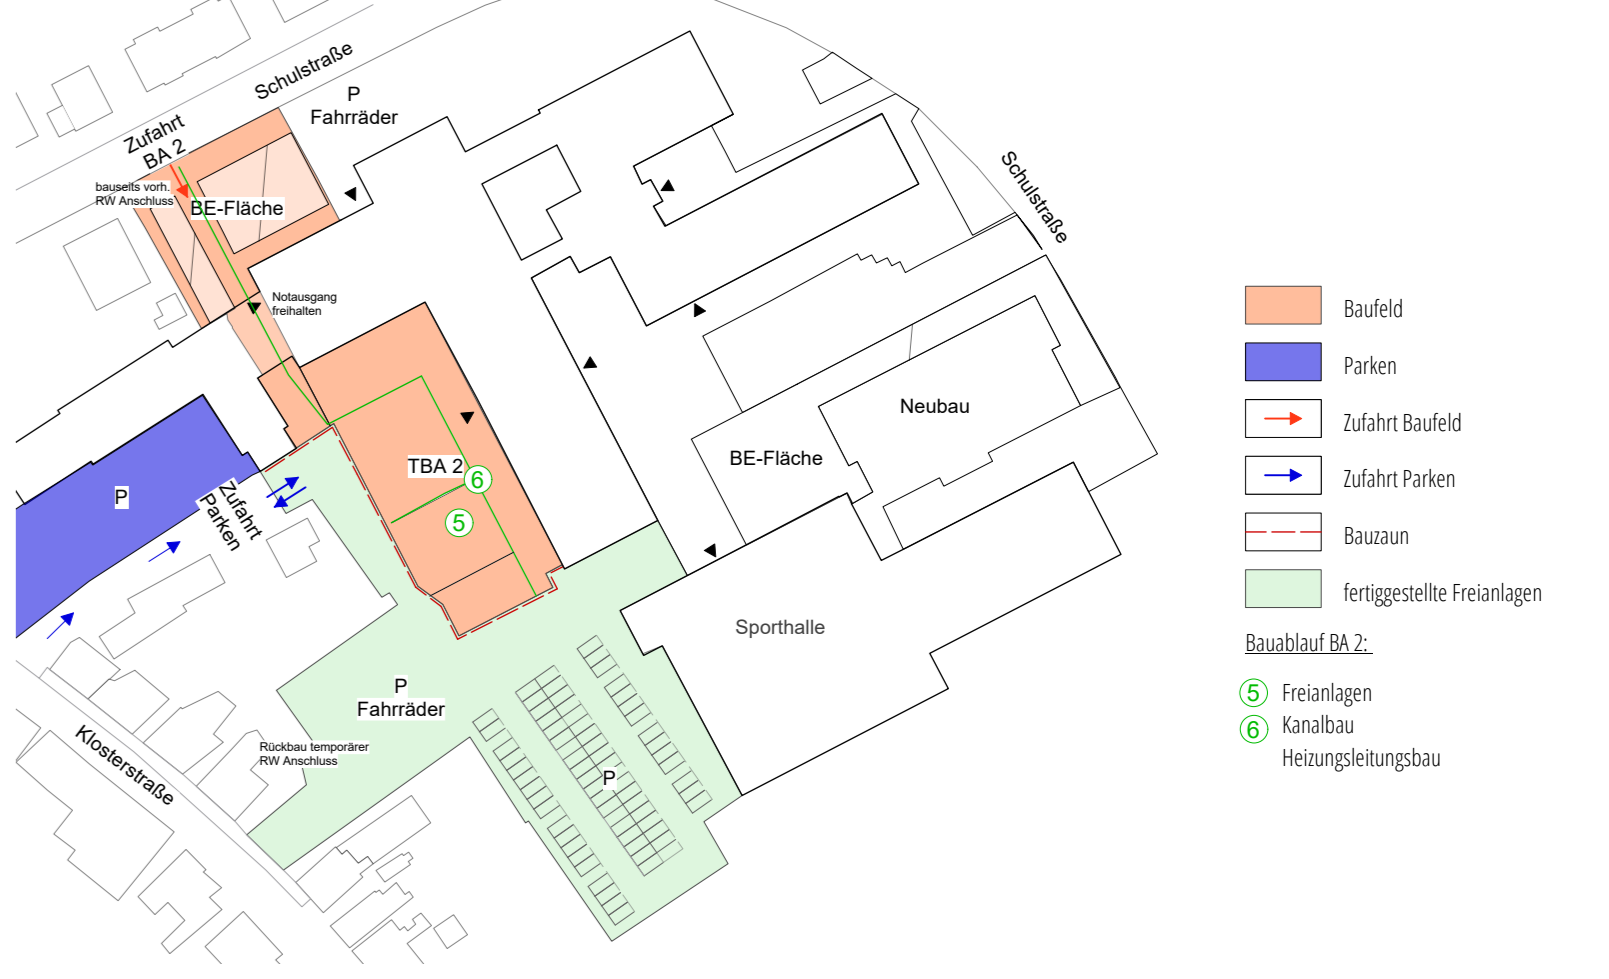 Schulstraße
P
Fahrräder
Zufahrt
BA 2
bauseits vorh.
RW Anschluss
BE-Fläche
Schulstraße
Notausgang
freihalten
Neubau
BE-Fläche
TBA 2
6
5
P
Zufahrt
Parken
Sporthalle
P
Fahrräder
Rückbau temporärer
RW Anschluss
P
Klosterstraße
Baufeld
Parken
Zufahrt Baufeld
Zufahrt Parken
Bauzaun
fertiggestellte Freianlagen
Bauablauf BA 2:
5 Freianlagen
6 Kanalbau
Heizungsleitungsbau